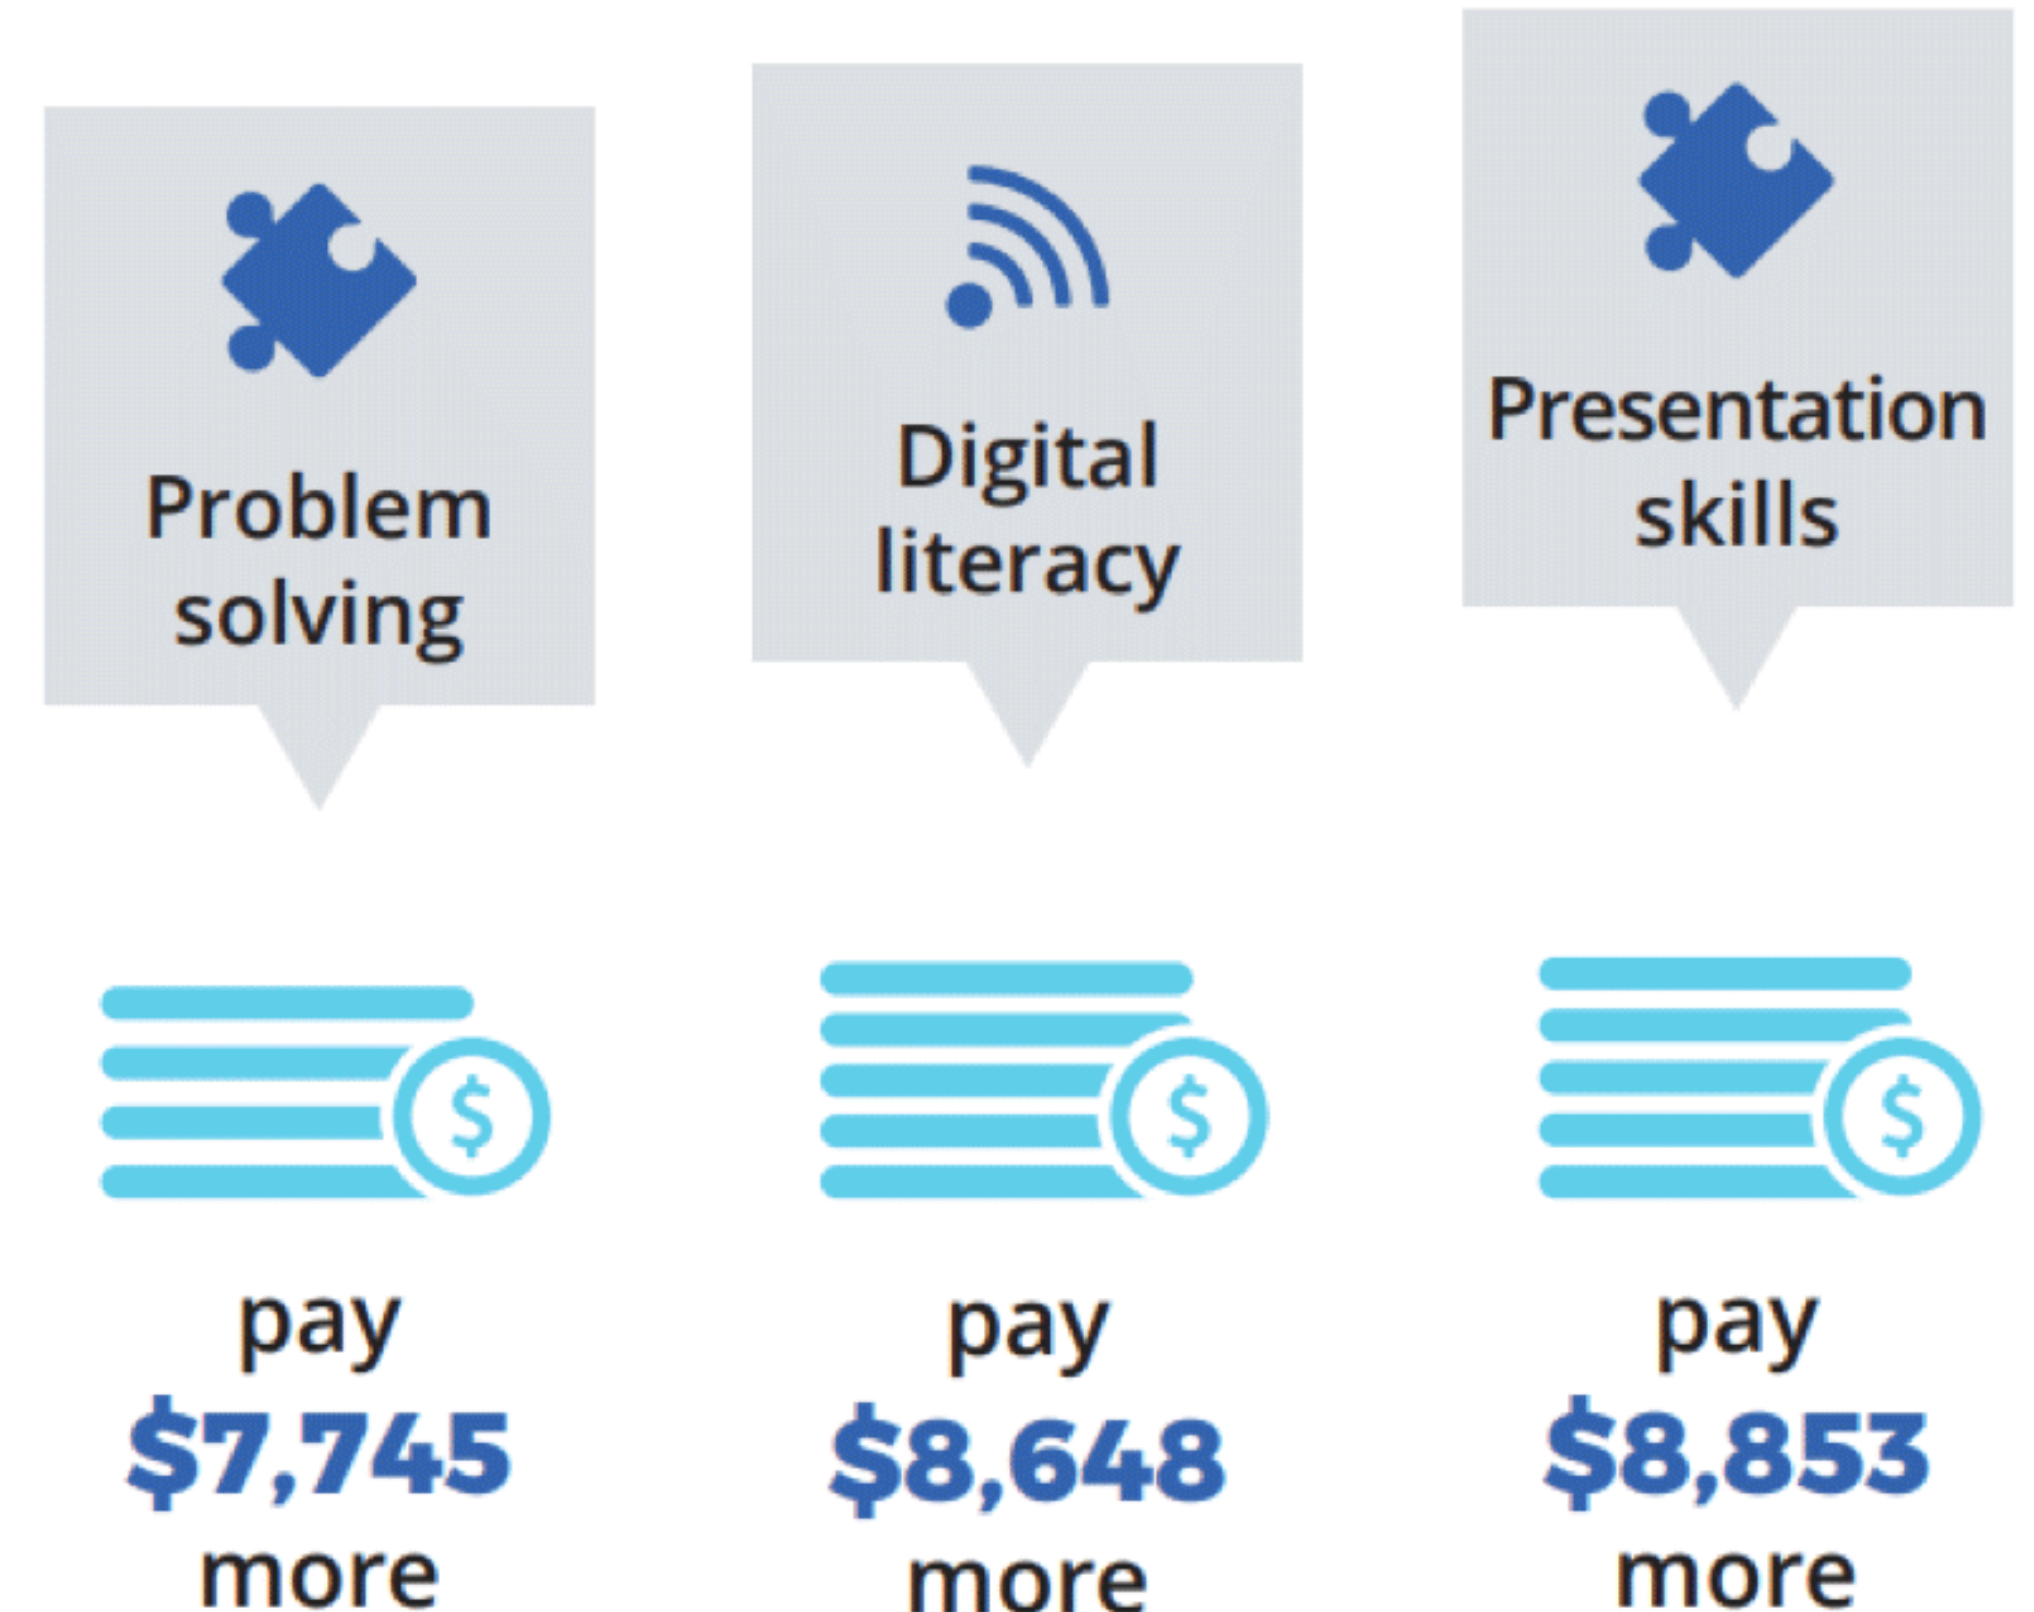 Problem
solving
Digital
literacy
Presentation
skills
$
$
$
pay
$7,745
more
pay
$8,648
more
pay
$8,853
more